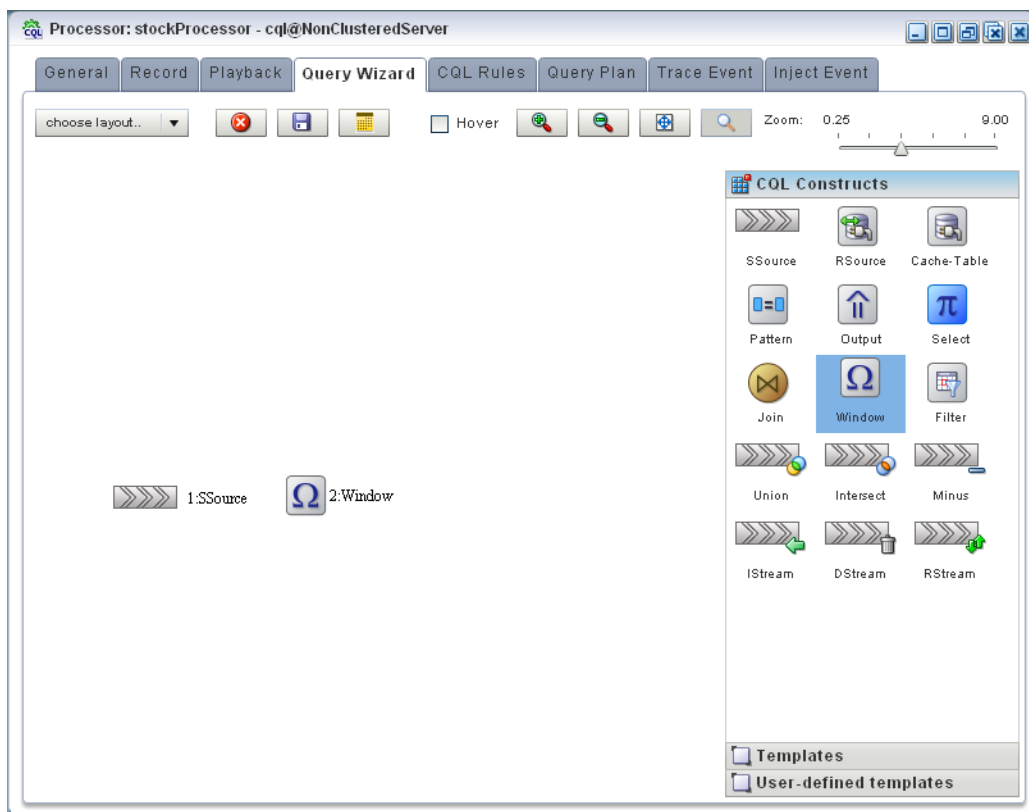 CQL Processor: stockProcessor - cql@NonClusteredServer
General Record Playback Query Wizard CQL Rules Query Plan Trace Event Inject Event
choose layout.. Hover Zoom: 0.25 9.00
CQL Constructs
SSource RSource Cache-Table
Pattern Output Select
Join Window Filter
1:SSource 2:Window
Union Intersect Minus
IStream DStream RStream
Templates
User-defined templates